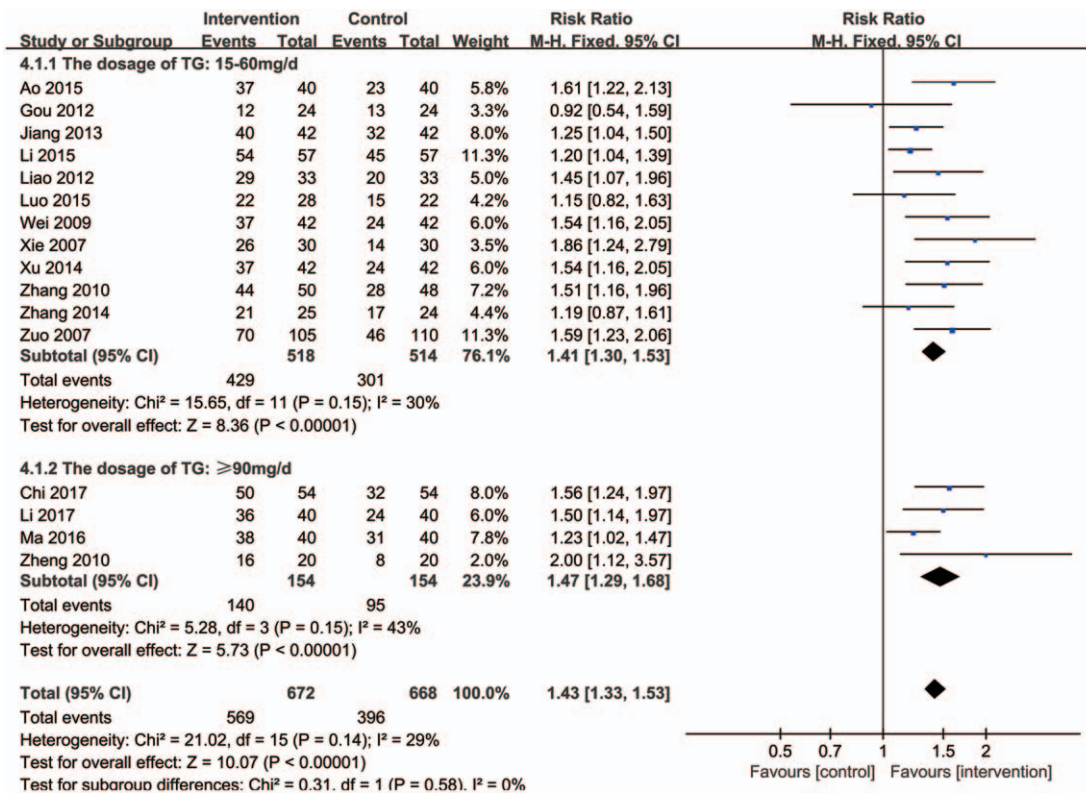 Intervention Control Risk Ratio Risk Ratio
Study or Subgroup Events Total Events Total Weight M-H. Fixed. 95% CI M-H. Fixed. 95% CI
4.1.1 The dosage of TG: 15-60mg/d
Ao 2015 37 40 23 40 5.8% 1.61 [1.22, 2.13]
Gou 2012 12 24 13 24 3.3% 0.92 [0.54, 1.59]
Jiang 2013 40 42 32 42 8.0% 1.25 [1.04, 1.50]
Li 2015 54 57 45 57 11.3% 1.20 [1.04, 1.39]
Liao 2012 29 33 20 33 5.0% 1.45 [1.07, 1.96]
Luo 2015 22 28 15 22 4.2% 1.15 [0.82, 1.63]
Wei 2009 37 42 24 42 6.0% 1.54 [1.16, 2.05]
Xie 2007 26 30 14 30 3.5% 1.86 [1.24, 2.79]
Xu 2014 37 42 24 42 6.0% 1.54 [1.16, 2.05]
Zhang 2010 44 50 28 48 7.2% 1.51 [1.16, 1.96]
Zhang 2014 21 25 17 24 4.4% 1.19 [0.87, 1.61]
Zuo 2007 70 105 46 110 11.3% 1.59 [1.23, 2.06]
Subtotal (95% CI) 518 514 76.1% 1.41 [1.30, 1.53]
Total events 429 301
Heterogeneity: Chi² = 15.65, df = 11 (P = 0.15); I² = 30%
Test for overall effect: Z = 8.36 (P < 0.00001)
4.1.2 The dosage of TG: ≥90mg/d
Chi 2017 50 54 32 54 8.0% 1.56 [1.24, 1.97]
Li 2017 36 40 24 40 6.0% 1.50 [1.14, 1.97]
Ma 2016 38 40 31 40 7.8% 1.23 [1.02, 1.47]
Zheng 2010 16 20 8 20 2.0% 2.00 [1.12, 3.57]
Subtotal (95% CI) 154 154 23.9% 1.47 [1.29, 1.68]
Total events 140 95
Heterogeneity: Chi² = 5.28, df = 3 (P = 0.15); I² = 43%
Test for overall effect: Z = 5.73 (P < 0.00001)
Total (95% CI) 672 668 100.0% 1.43 [1.33, 1.53]
Total events 569 396
Heterogeneity: Chi² = 21.02, df = 15 (P = 0.14); I² = 29%
Test for overall effect: Z = 10.07 (P < 0.00001)
Test for subgroup differences: Chi² = 0.31. df = 1 (P = 0.58). I² = 0%
0.5 0.7 1 1.5 2
Favours [control] Favours [intervention]